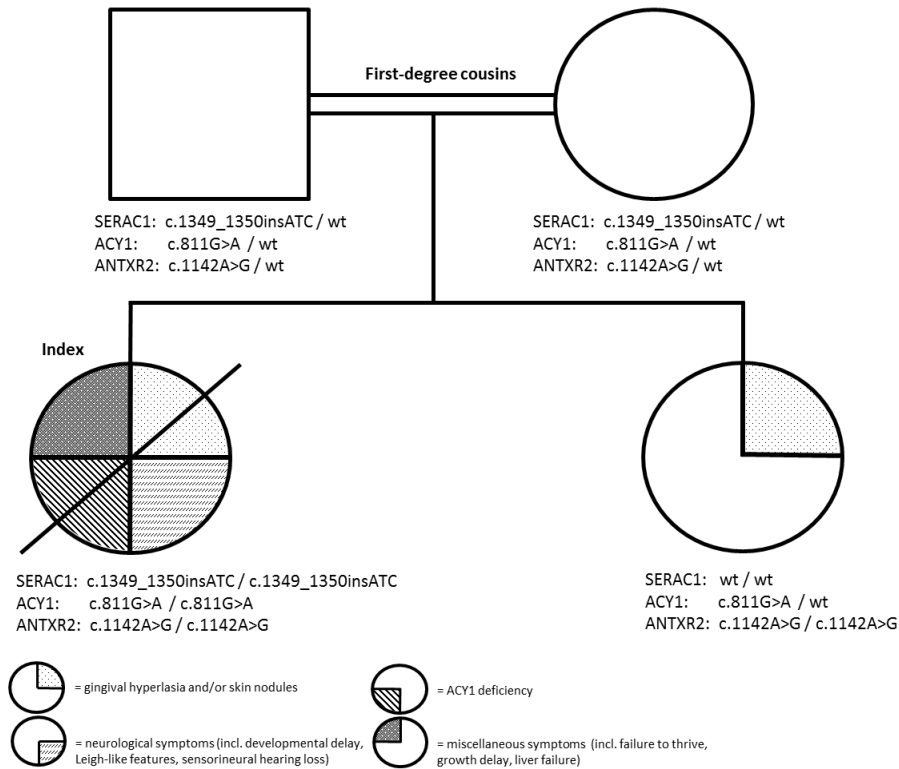 First-degree cousins
SERAC1: c.1349_1350insATC / wt
ACY1: c.811G>A / wt
ANTXR2: c.1142A>G / wt
SERAC1: c.1349_1350insATC / wt
ACY1: c.811G>A / wt
ANTXR2: c.1142A>G / wt
Index
SERAC1: c.1349_1350insATC / c.1349_1350insATC
ACY1: c.811G>A / c.811G>A
ANTXR2: c.1142A>G / c.1142A>G
SERAC1: wt / wt
ACY1: c.811G>A / wt
ANTXR2: c.1142A>G / c.1142A>G
= gingival hyperlasia and/or skin nodules
= ACY1 deficiency
= neurological symptoms (incl. developmental delay,
Leigh-like features, sensorineural hearing loss)
= miscellaneous symptoms (incl. failure to thrive,
growth delay, liver failure)